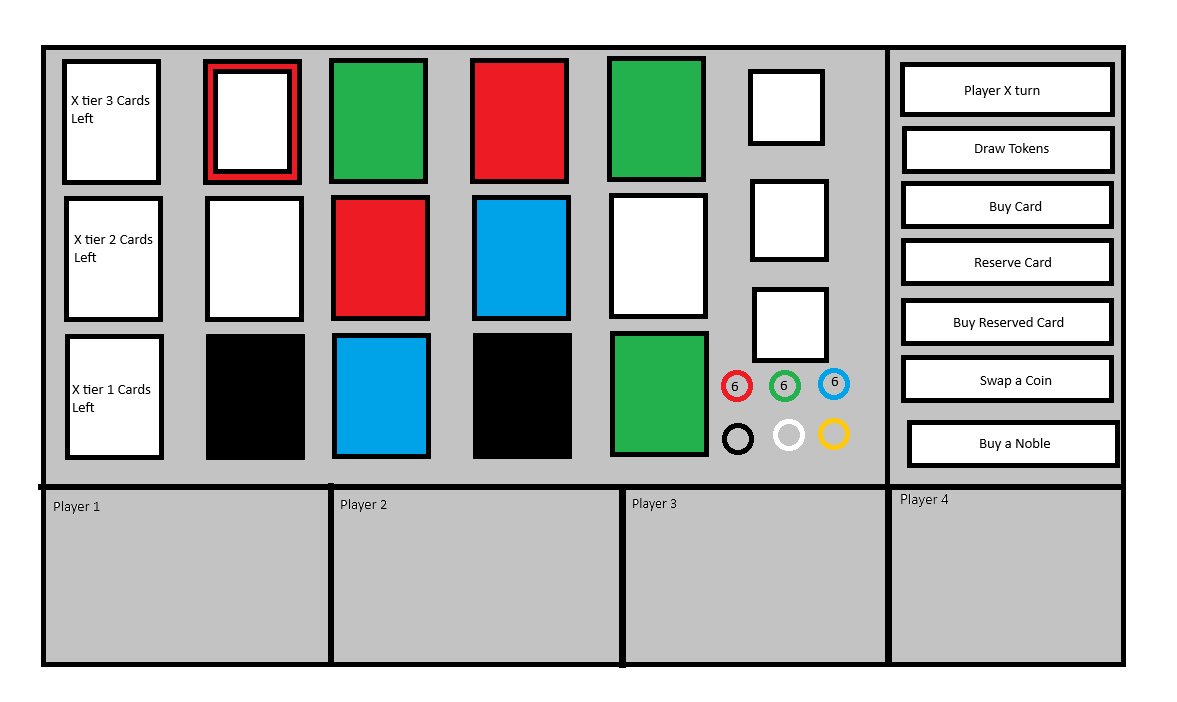 X tier 3 Cards
Left
X tier 2 Cards
Left
X tier 1 Cards
Left
6
6
6
Player X turn
Draw Tokens
Buy Card
Reserve Card
Buy Reserved Card
Swap a Coin
Buy a Noble
Player 1
Player 2
Player 3
Player 4